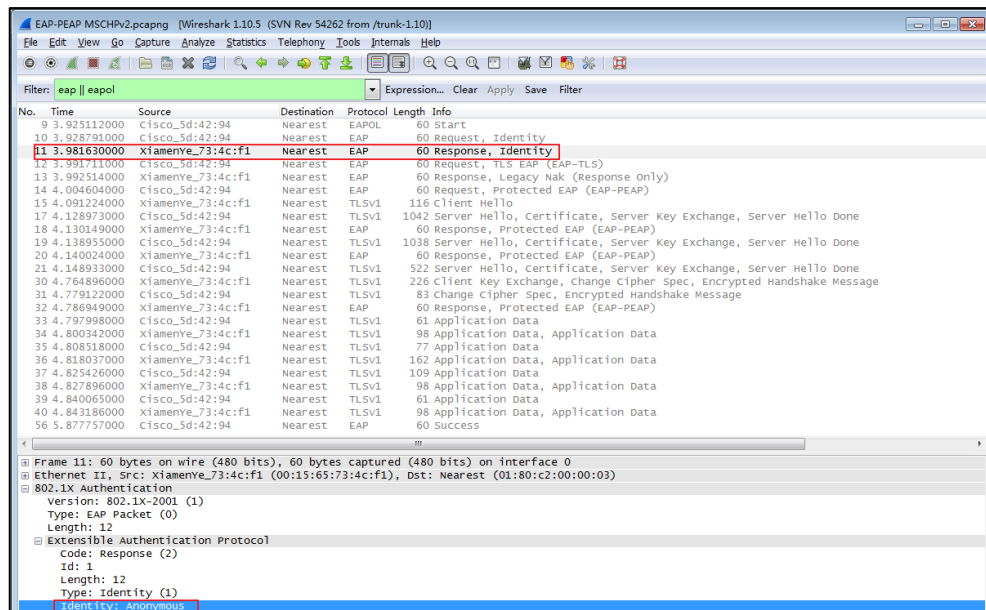 EAP-PEAP MSCHPv2.pcapng [Wireshark 1.10.5 (SVN Rev 54262 from /trunk-1.10)]
File Edit View Go Capture Analyze Statistics Telephony Tools Internals Help
Filter: eap || eapol Expression... Clear Apply Save Filter
No. Time Source Destination Protocol Length Info
9 3.925112000 Cisco_5d:42:94 Nearest EAPOL 60 Start
10 3.928791000 Cisco_5d:42:94 Nearest EAP 60 Request, Identity
11 3.981630000 XiamenYe_73:4c:f1 Nearest EAP 60 Response, Identity
12 3.991711000 Cisco_5d:42:94 Nearest EAP 60 Request, TLS EAP (EAP-TLS)
13 3.992514000 XiamenYe_73:4c:f1 Nearest EAP 60 Response, Legacy Nak (Response Only)
14 4.004604000 Cisco_5d:42:94 Nearest EAP 60 Request, Protected EAP (EAP-PEAP)
15 4.091224000 XiamenYe_73:4c:f1 Nearest TLSv1 116 Client Hello
17 4.128973000 Cisco_5d:42:94 Nearest TLSv1 1042 Server Hello, Certificate, Server Key Exchange, Server Hello Done
18 4.130149000 XiamenYe_73:4c:f1 Nearest EAP 60 Response, Protected EAP (EAP-PEAP)
19 4.138955000 Cisco_5d:42:94 Nearest TLSv1 1038 Server Hello, Certificate, Server Key Exchange, Server Hello Done
20 4.140024000 XiamenYe_73:4c:f1 Nearest EAP 60 Response, Protected EAP (EAP-PEAP)
21 4.148933000 Cisco_5d:42:94 Nearest TLSv1 522 Server Hello, Certificate, Server Key Exchange, Server Hello Done
30 4.764896000 XiamenYe_73:4c:f1 Nearest TLSv1 226 Client Key Exchange, Change Cipher Spec, Encrypted Handshake Message
31 4.779122000 Cisco_5d:42:94 Nearest TLSv1 83 Change Cipher Spec, Encrypted Handshake Message
32 4.786949000 XiamenYe_73:4c:f1 Nearest EAP 60 Response, Protected EAP (EAP-PEAP)
33 4.797998000 Cisco_5d:42:94 Nearest TLSv1 61 Application Data
34 4.800342000 XiamenYe_73:4c:f1 Nearest TLSv1 98 Application Data, Application Data
35 4.808518000 Cisco_5d:42:94 Nearest TLSv1 77 Application Data
36 4.818037000 XiamenYe_73:4c:f1 Nearest TLSv1 162 Application Data, Application Data
37 4.825426000 Cisco_5d:42:94 Nearest TLSv1 109 Application Data
38 4.827896000 XiamenYe_73:4c:f1 Nearest TLSv1 98 Application Data, Application Data
39 4.840065000 Cisco_5d:42:94 Nearest TLSv1 61 Application Data
40 4.843186000 XiamenYe_73:4c:f1 Nearest TLSv1 98 Application Data, Application Data
56 5.877757000 Cisco_5d:42:94 Nearest EAP 60 Success
Frame 11: 60 bytes on wire (480 bits), 60 bytes captured (480 bits) on interface 0
Ethernet II, Src: XiamenYe_73:4c:f1 (00:15:65:73:4c:f1), Dst: Nearest (01:80:c2:00:00:03)
802.1X Authentication
Version: 802.1X-2001 (1)
Type: EAP Packet (0)
Length: 12
Extensible Authentication Protocol
Code: Response (2)
Id: 1
Length: 12
Type: Identity (1)
Identity: Anonymous